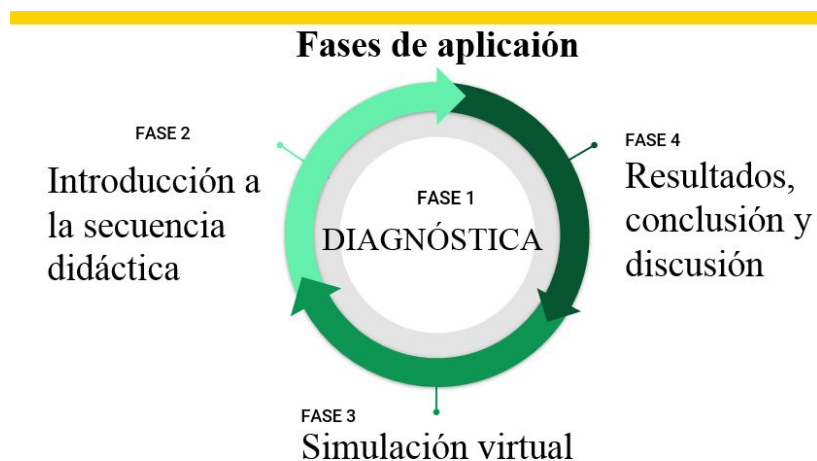 Fases de aplicaión
FASE 1
DIAGNÓSTICA
FASE 2
Introducción a
la secuencia
didáctica
FASE 3
Simulación virtual
FASE 4
Resultados,
conclusión y
discusión